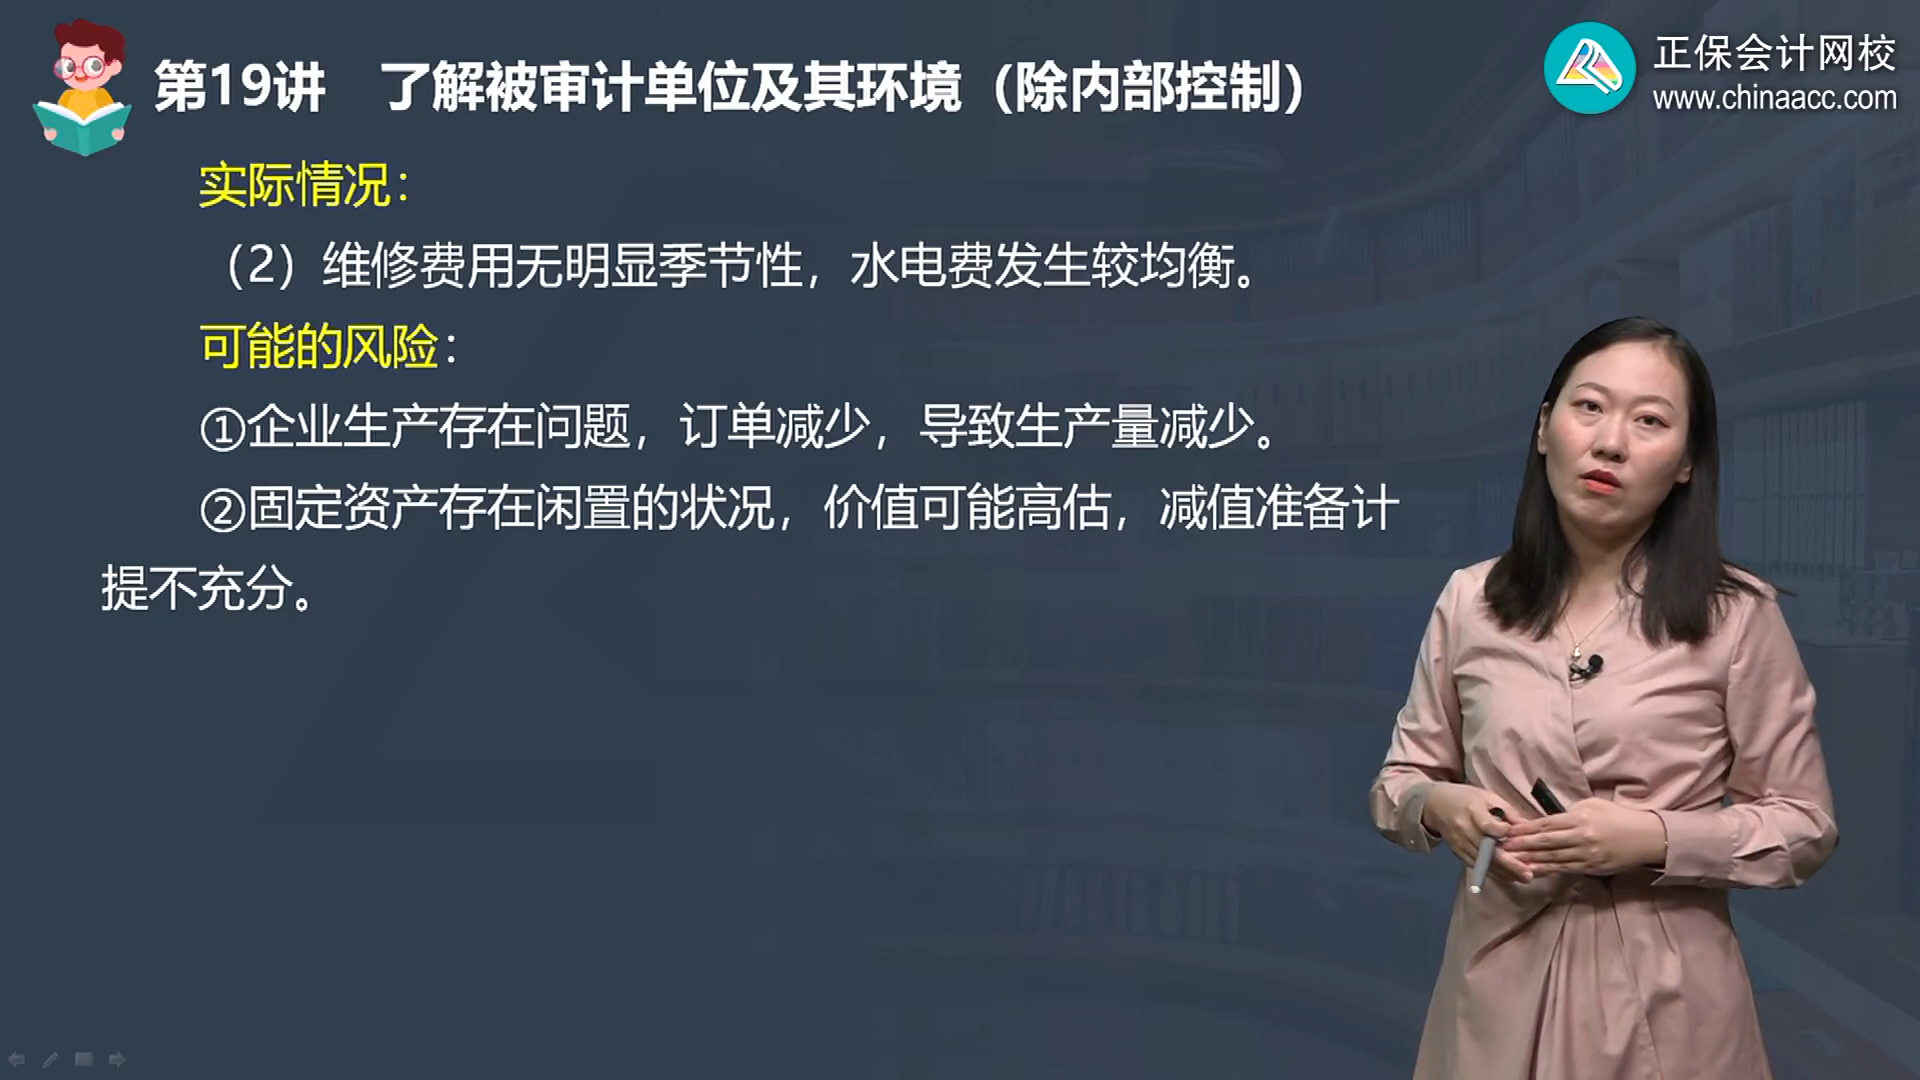 第19讲 了解被审计单位及其环境（除内部控制）
正保会计网校
www.chinaacc.com
实际情况：
（2）维修费用无明显季节性，水电费发生较均衡。
可能的风险：
①企业生产存在问题，订单减少，导致生产量减少。
②固定资产存在闲置的状况，价值可能高估，减值准备计
提不充分。